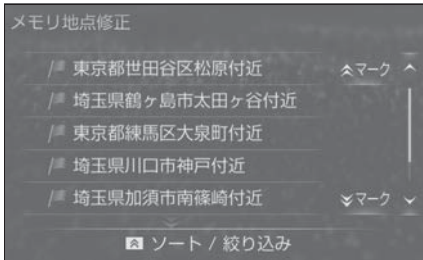 メモリ地点修正
東京都世田谷区松原付近
マーク
埼玉県鶴ヶ島市太田ヶ谷付近
東京都練馬区大泉町付近
埼玉県川口市神戸付近
埼玉県加須市南篠崎付近
マーク
ソート / 絞り込み